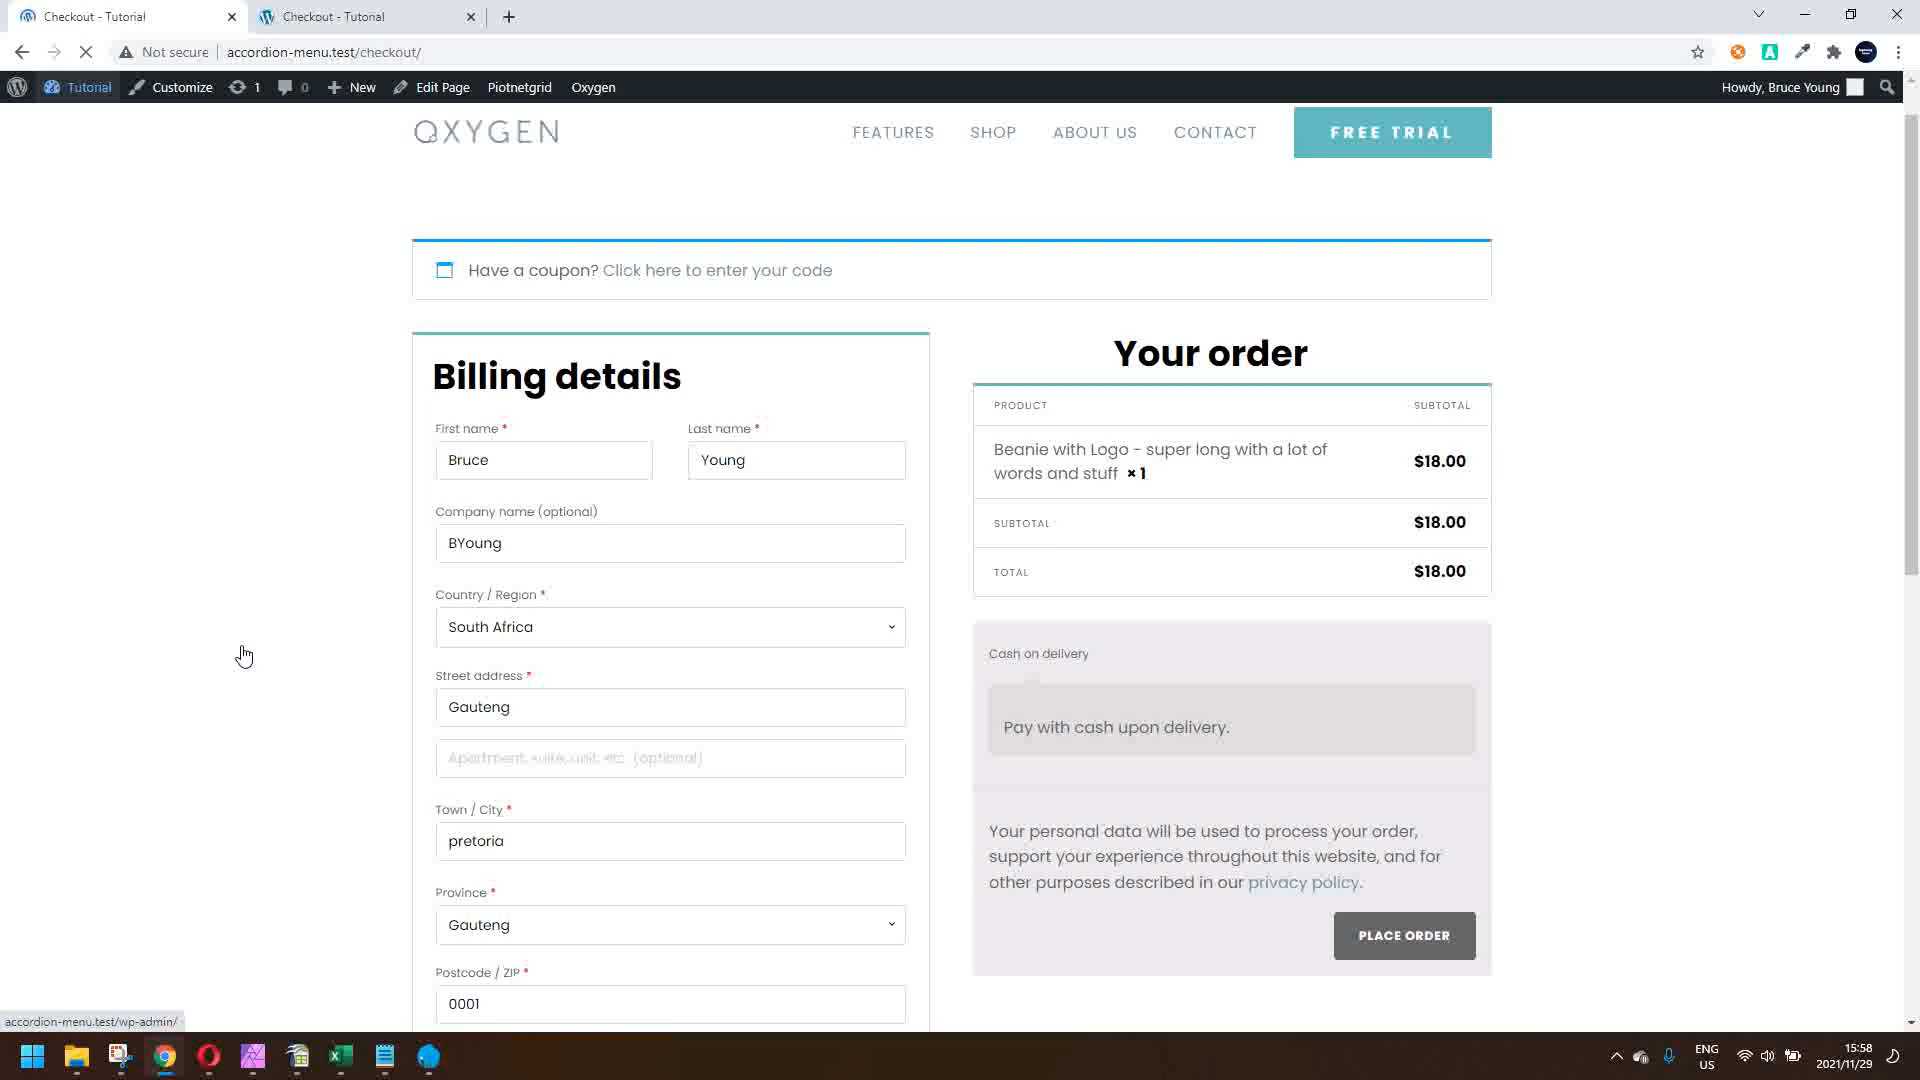 Checkout - Tutorial
Checkout - Tutorial
Not secure
accordion-menu.test/checkout/
Tutorial
Customize
1
0
New
Edit Page
Piotnetgrid
Oxygen
Howdy, Bruce Young
OXYGEN
FEATURES
SHOP
ABOUT US
CONTACT
FREE TRIAL
Have a coupon? Click here to enter your code
Billing details
First name *
Last name *
Bruce
Young
Company name (optional)
BYoung
Country / Region *
South Africa
Street address *
Gauteng
Apartment, suite, unit, etc. (optional)
Town / City *
pretoria
Province *
Gauteng
Postcode / ZIP *
0001
Your order
PRODUCT
SUBTOTAL
Beanie with Logo - super long with a lot of
words and stuff × 1
$18.00
SUBTOTAL
$18.00
TOTAL
$18.00
Cash on delivery
Pay with cash upon delivery.
Your personal data will be used to process your order,
support your experience throughout this website, and for
other purposes described in our privacy policy.
PLACE ORDER
accordion-menu.test/wp-admin/
ENG
US
15:58
2021/11/29